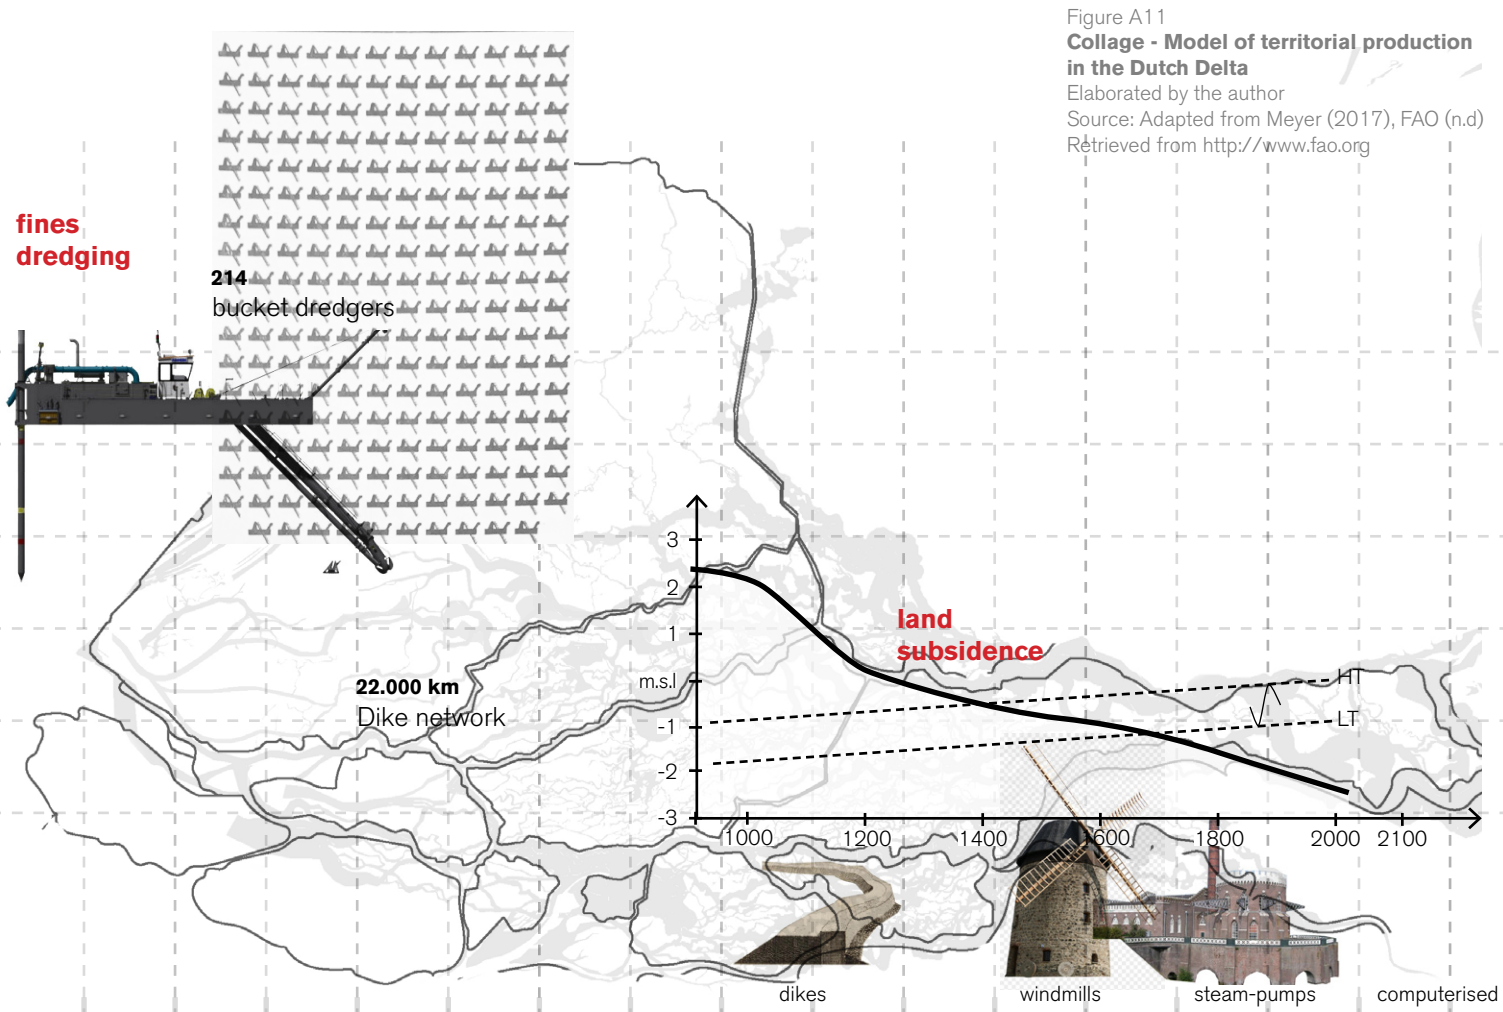 Figure A11
Collage - Model of territorial production
in the Dutch Delta
Elaborated by the author
Source: Adapted from Meyer (2017), FAO (n.d)
Retrieved from http://www.fao.org
fines
dredging
214
bucket dredgers
22.000 km
Dike network
land
subsidence
3
2
1
m.s.l
-1
-2
-3
HT
LT
1000 1200 1400 1600 1800 2000 2100
dikes windmills steam-pumps computerised